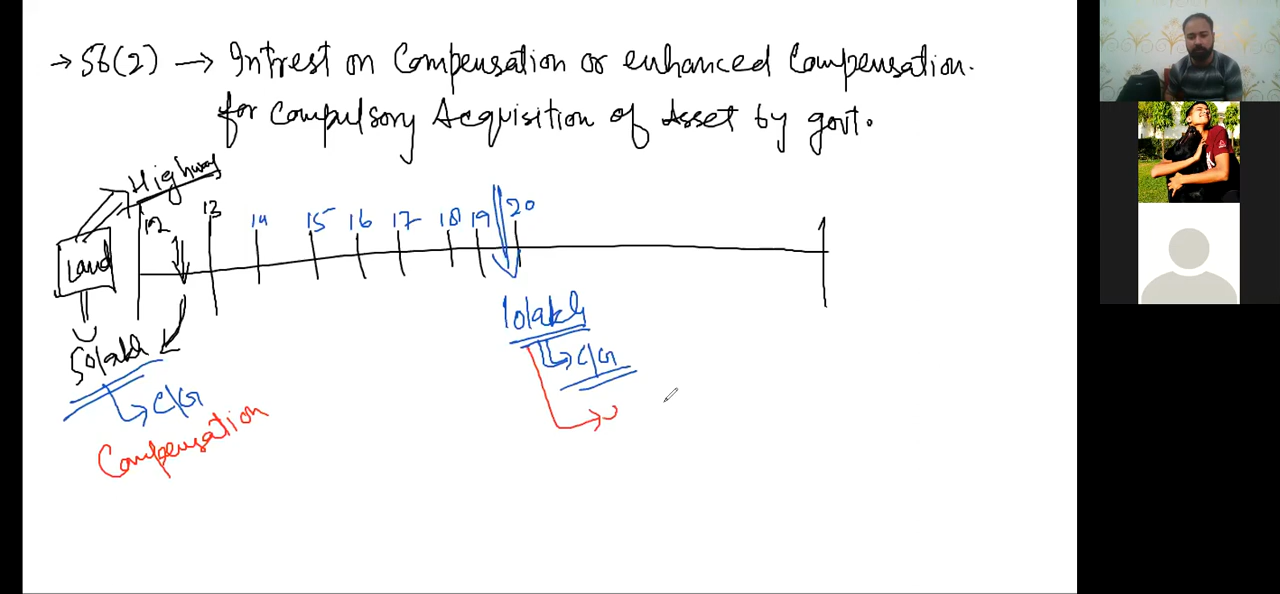 → 56(2) → Intrest on Compensation or enhanced Compensation.
for Compulsory Acquisition of Asset by govt.
Highway
12 13 14 15 16 17 18 19 20
Land
50lakh
10lakh
C/G
C/G
Compensation